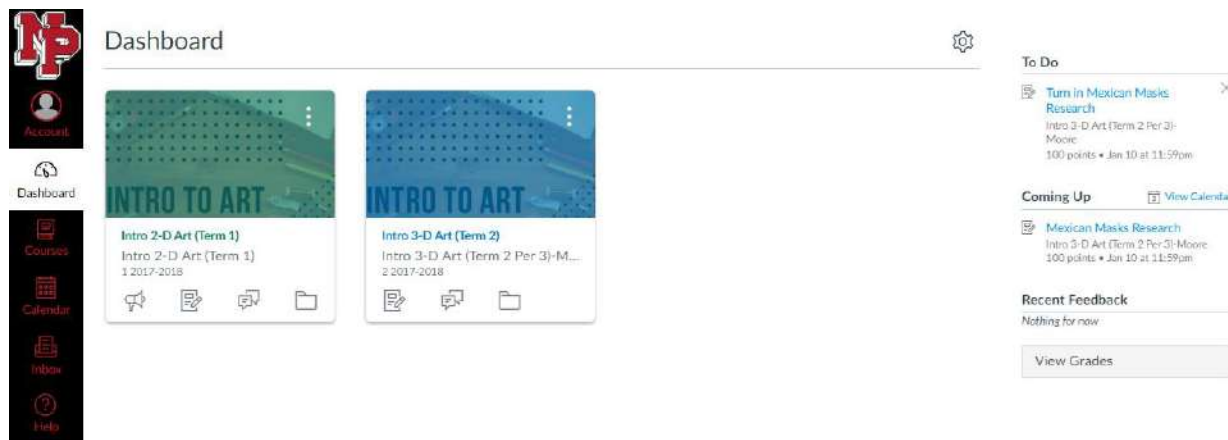 NP
Account
Dashboard
Courses
Calendar
Inbox
Help
Dashboard
INTRO TO ART
Intro 2-D Art (Term 1)
Intro 2-D Art (Term 1)
1 2017-2018
INTRO TO ART
Intro 3-D Art (Term 2)
Intro 3-D Art (Term 2 Per 3)-M...
2 2017-2018
To Do
Turn in Mexican Masks
Research
Intro 3-D Art (Term 2 Per 3)-
Moore
100 points • Jan 10 at 11:59pm
Coming Up
View Calenda
Mexican Masks Research
Intro 3-D Art (Term 2 Per 3)-Moore
100 points • Jan 10 at 11:59pm
Recent Feedback
Nothing for now
View Grades